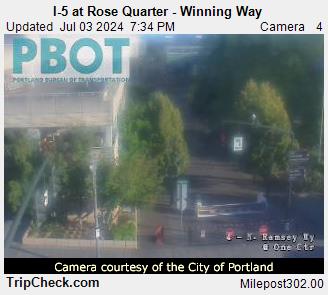 I-5 at Rose Quarter - Winning Way
Updated Jul 03 2024 7:34 PM Camera 4
PBOT
PORTLAND BUREAU OF TRANSPORTATION
4 - N. Ramsey Wy
@ One Ctr
Camera courtesy of the City of Portland
TripCheck.com Milepost302.00